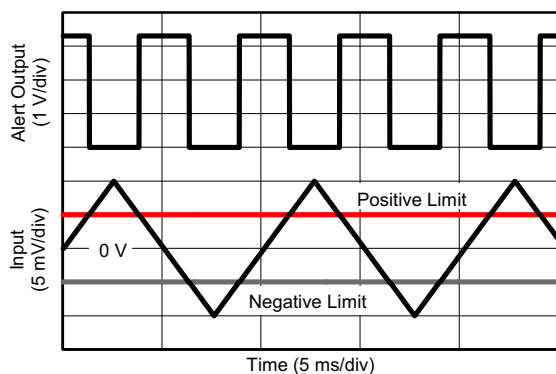 Alert Output
(1 V/div)
Positive Limit
Input
(5 mV/div)
0 V
Negative Limit
Time (5 ms/div)